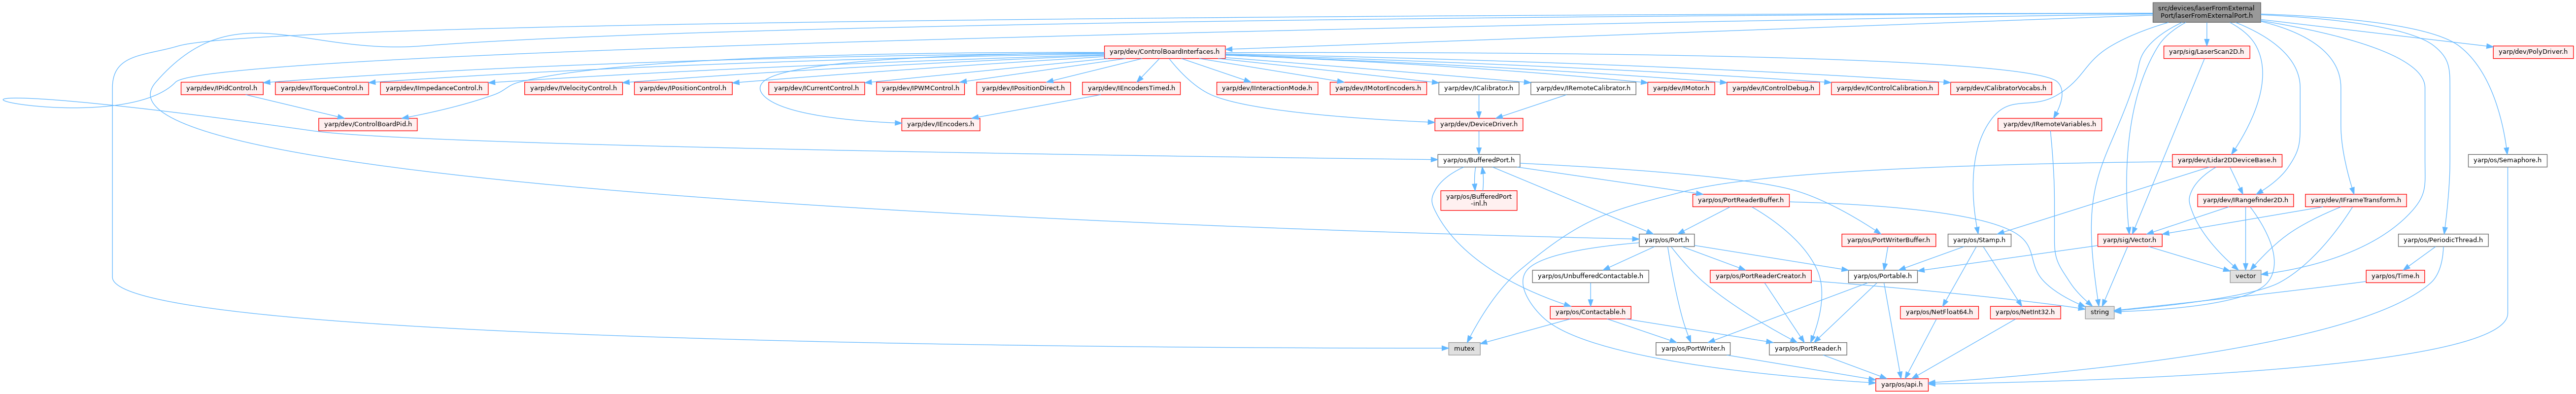 src/devices/laserFromExternal
Port/laserFromExternalPort.h
yarp/dev/ControlBoardInterfaces.h
yarp/sig/LaserScan2D.h
yarp/dev/PolyDriver.h
yarp/dev/IPidControl.h
yarp/dev/ITorqueControl.h
yarp/dev/IImpedanceControl.h
yarp/dev/IVelocityControl.h
yarp/dev/IPositionControl.h
yarp/dev/ICurrentControl.h
yarp/dev/IPWMControl.h
yarp/dev/IPositionDirect.h
yarp/dev/IEncodersTimed.h
yarp/dev/IInteractionMode.h
yarp/dev/IMotorEncoders.h
yarp/dev/ICalibrator.h
yarp/dev/IRemoteCalibrator.h
yarp/dev/IMotor.h
yarp/dev/IControlDebug.h
yarp/dev/IControlCalibration.h
yarp/dev/CalibratorVocabs.h
yarp/dev/ControlBoardPid.h
yarp/dev/IEncoders.h
yarp/dev/DeviceDriver.h
yarp/dev/IRemoteVariables.h
yarp/os/BufferedPort.h
yarp/dev/Lidar2DDeviceBase.h
yarp/os/Semaphore.h
yarp/os/BufferedPort
-inl.h
yarp/os/PortReaderBuffer.h
yarp/dev/IRangefinder2D.h
yarp/dev/IFrameTransform.h
yarp/os/Port.h
yarp/os/PortWriterBuffer.h
yarp/os/Stamp.h
yarp/sig/Vector.h
yarp/os/PeriodicThread.h
yarp/os/UnbufferedContactable.h
yarp/os/PortReaderCreator.h
yarp/os/Portable.h
vector
yarp/os/Time.h
yarp/os/Contactable.h
yarp/os/NetFloat64.h
yarp/os/NetInt32.h
string
mutex
yarp/os/PortWriter.h
yarp/os/PortReader.h
yarp/os/api.h